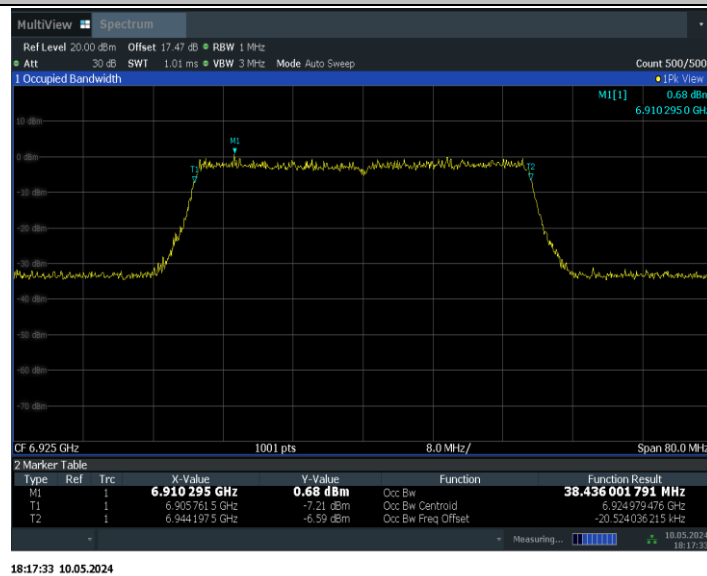 MultiView Spectrum
Ref Level 20.00 dBm Offset 17.47 dB RBW 1 MHz
Att 30 dB SWT 1.01 ms VBW 3 MHz Mode Auto Sweep Count 500/500
1 Occupied Bandwidth 1Pk View
M1[1] 0.68 dBm
6.910 295 0 GHz
10 dBm
M1
0 dBm
T1 T2
-10 dBm
-20 dBm
-30 dBm
-40 dBm
-50 dBm
-60 dBm
-70 dBm
CF 6.925 GHz 1001 pts 8.0 MHz/ Span 80.0 MHz
2 Marker Table
Type Ref Trc X-Value Y-Value Function Function Result
M1 1 6.910 295 GHz 0.68 dBm Occ Bw 38.436 001 791 MHz
T1 1 6.905 761 5 GHz -7.21 dBm Occ Bw Centroid 6.924 979 476 GHz
T2 1 6.944 197 5 GHz -6.59 dBm Occ Bw Freq Offset -20.524 036 215 kHz
Measuring... 10.05.2024
18:17:33
18:17:33 10.05.2024